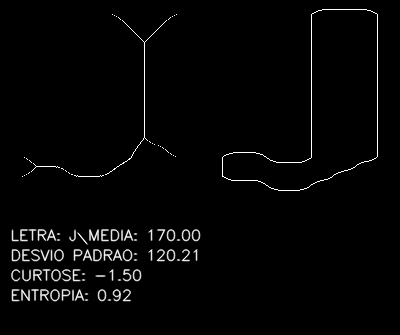 LETRA: J\MEDIA: 170.00
DESVIO PADRAO: 120.21
CURTOSE: -1.50
ENTROPIA: 0.92